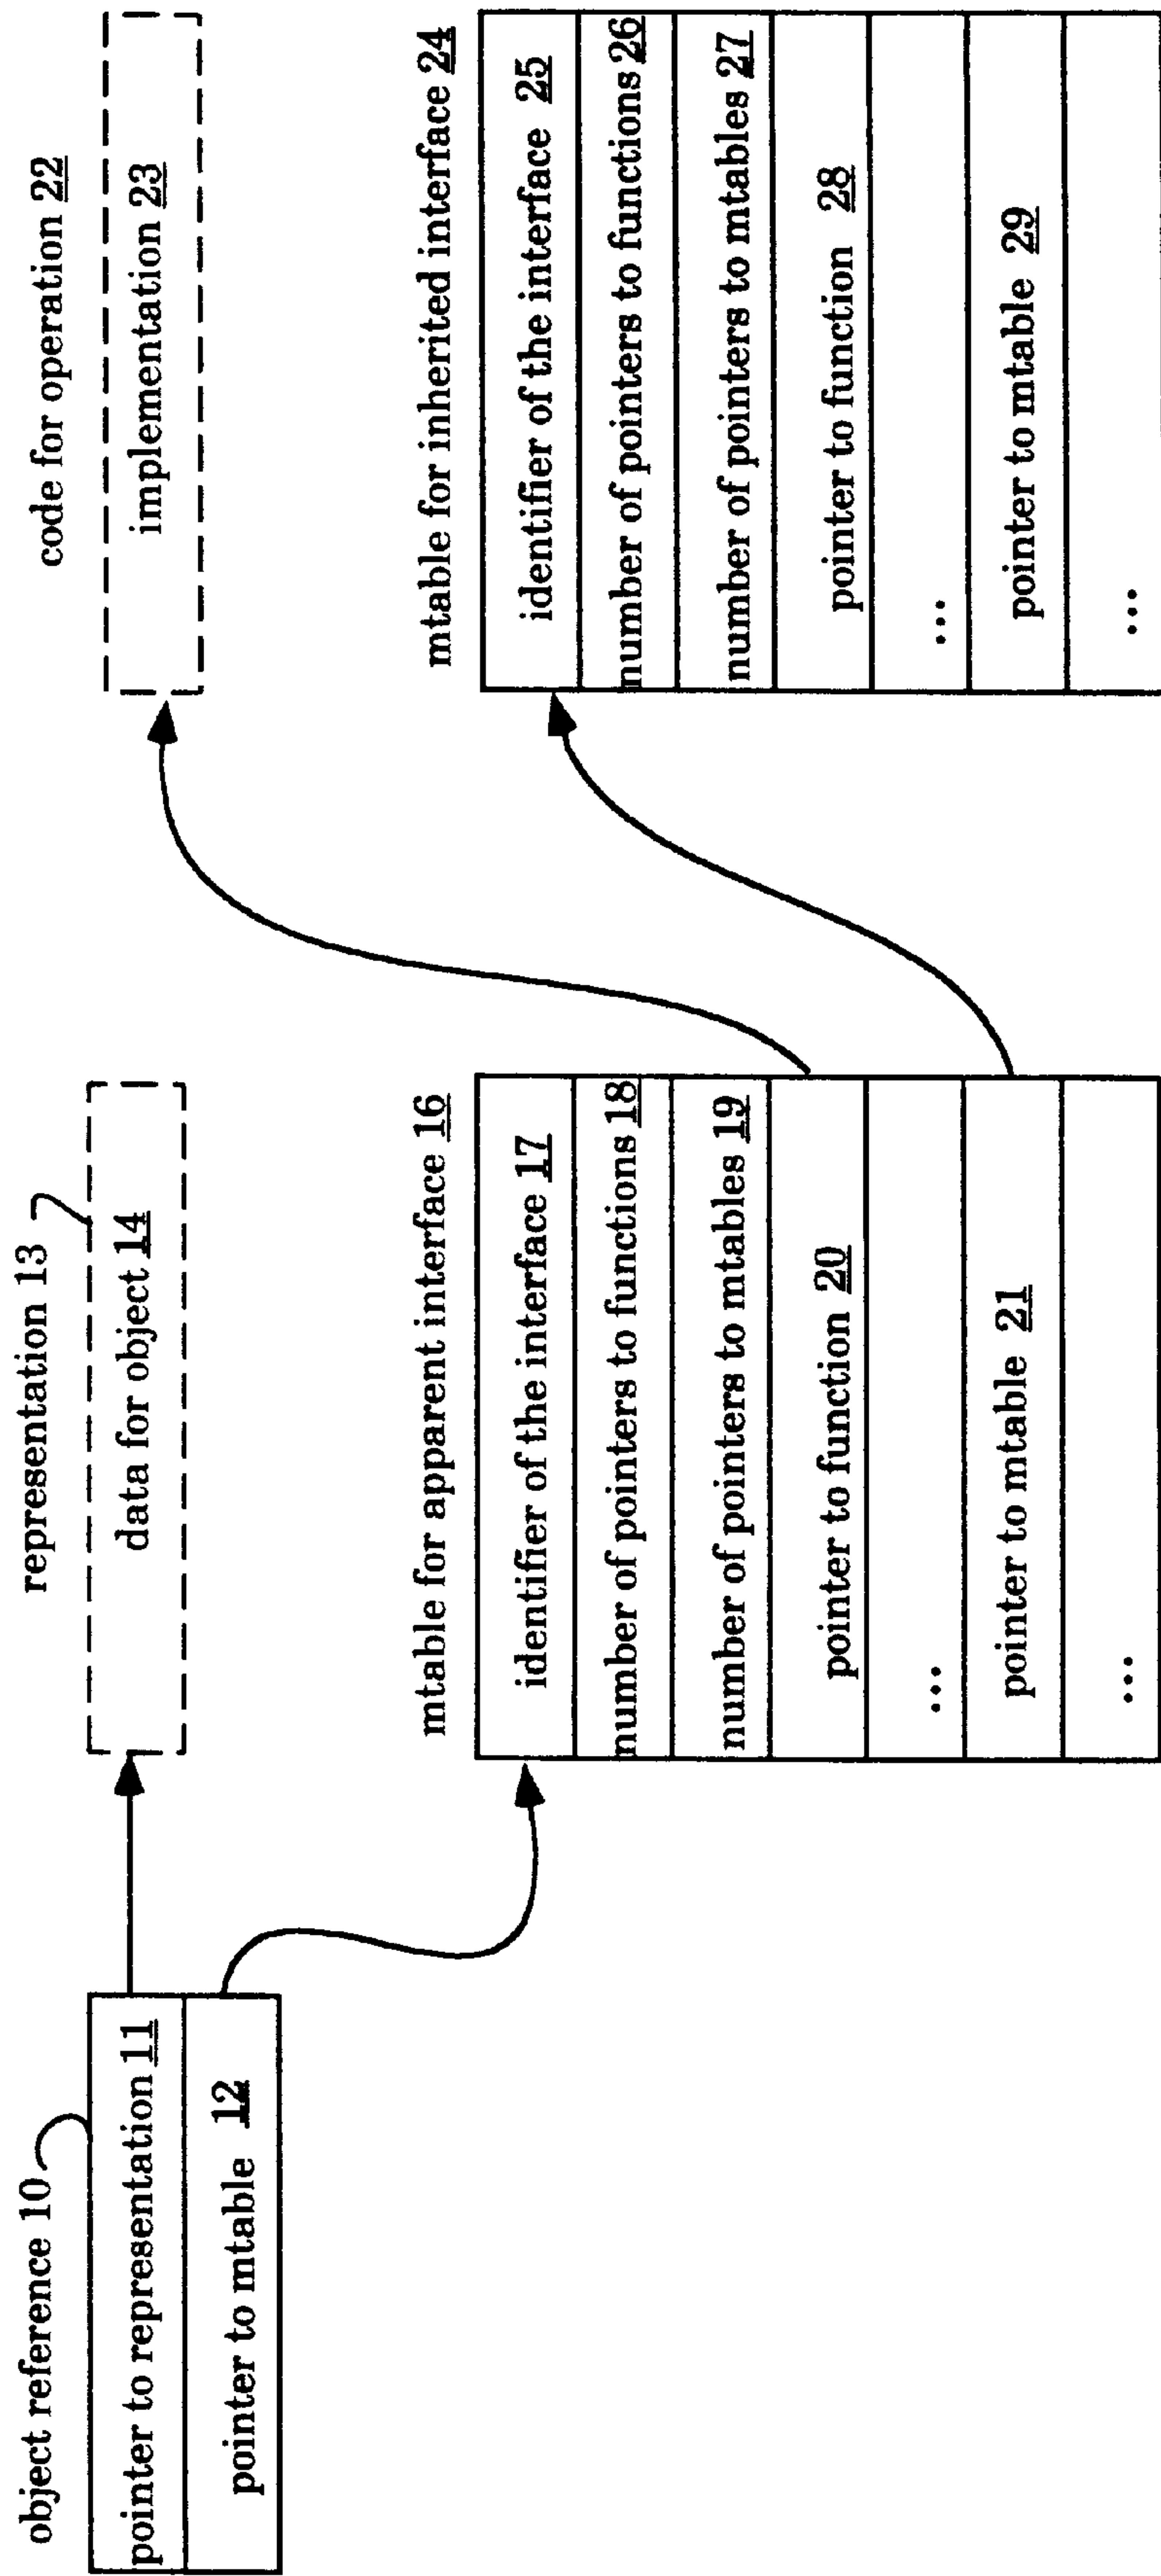 object reference 10
pointer to representation 11
pointer to mtable 12
representation 13
data for object 14
mtable for apparent interface 16
identifier of the interface 17
number of pointers to functions 18
number of pointers to mtables 19
pointer to function 20
...
pointer to mtable 21
...
code for operation 22
implementation 23
mtable for inherited interface 24
identifier of the interface 25
number of pointers to functions 26
number of pointers to mtables 27
pointer to function 28
...
pointer to mtable 29
...